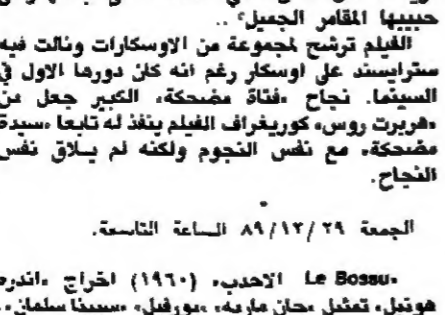 حبيبها المقامر الجميل" ..
الفيلم ترشح لمجموعة من الاوسكارات ونالت فيه
سترايسند على اوسكار رغم انه كان دورها الاول في
السينما. نجاح «فتاة مضحكة» الكبير جعل من
«هربرت روس» كوريغراف الفيلم ينفذ له تابعا «سيدة
مضحكة» مع نفس النجوم ولكنه لم يلاق نفس
النجاح.
الجمعة ٢٩/١٢/٨٩ الساعة التاسعة.
«Le Bossu الاحدب» (١٩٦٠) اخراج «اندره
هونبل» تمثيل «جان ماريه» «بورفيل» «سبينا سلمان».